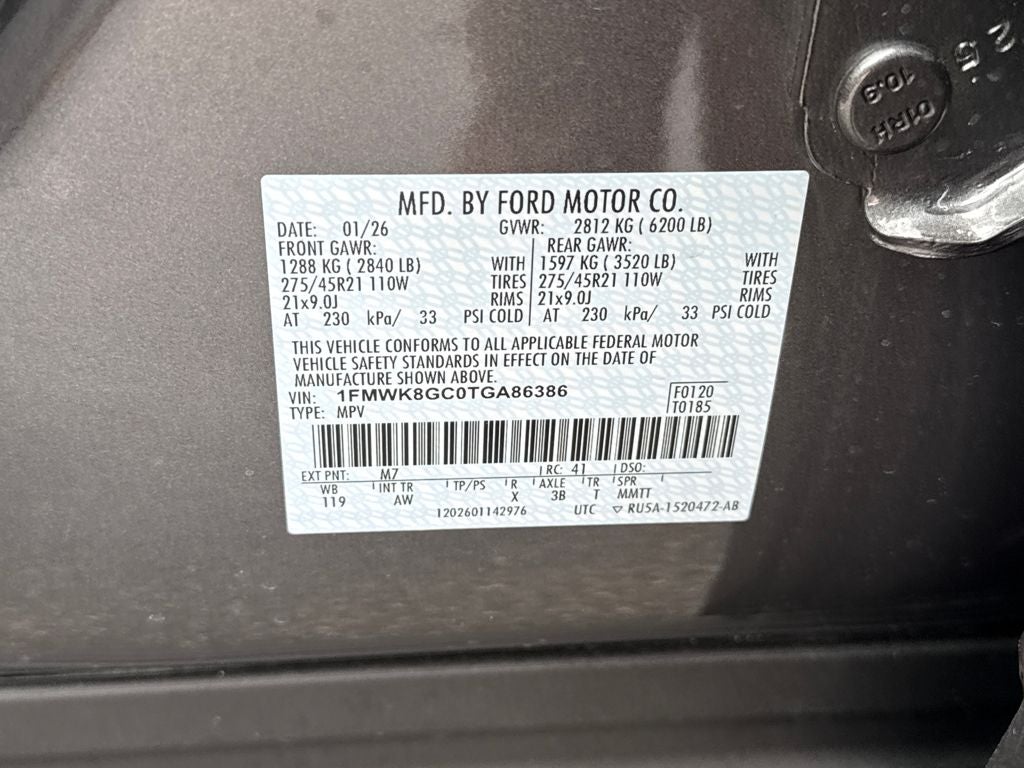 25
10.9
01RH
MFD. BY FORD MOTOR CO.
DATE: 01/26 GVWR: 2812 KG ( 6200 LB)
FRONT GAWR: REAR GAWR:
1288 KG ( 2840 LB) WITH 1597 KG ( 3520 LB) WITH
275/45R21 110W TIRES 275/45R21 110W TIRES
21x9.0J RIMS 21x9.0J RIMS
AT 230 kPa/ 33 PSI COLD AT 230 kPa/ 33 PSI COLD
THIS VEHICLE CONFORMS TO ALL APPLICABLE FEDERAL MOTOR
VEHICLE SAFETY STANDARDS IN EFFECT ON THE DATE OF
MANUFACTURE SHOWN ABOVE.
VIN: 1FMWK8GC0TGA86386 F0120
TYPE: MPV T0185
EXT PNT: M7 RC: 41 DSO:
WB INT TR TP/PS R AXLE TR SPR
119 AW X 3B T MMTT
1202601142976 UTC ▽ RU5A-1520472-AB